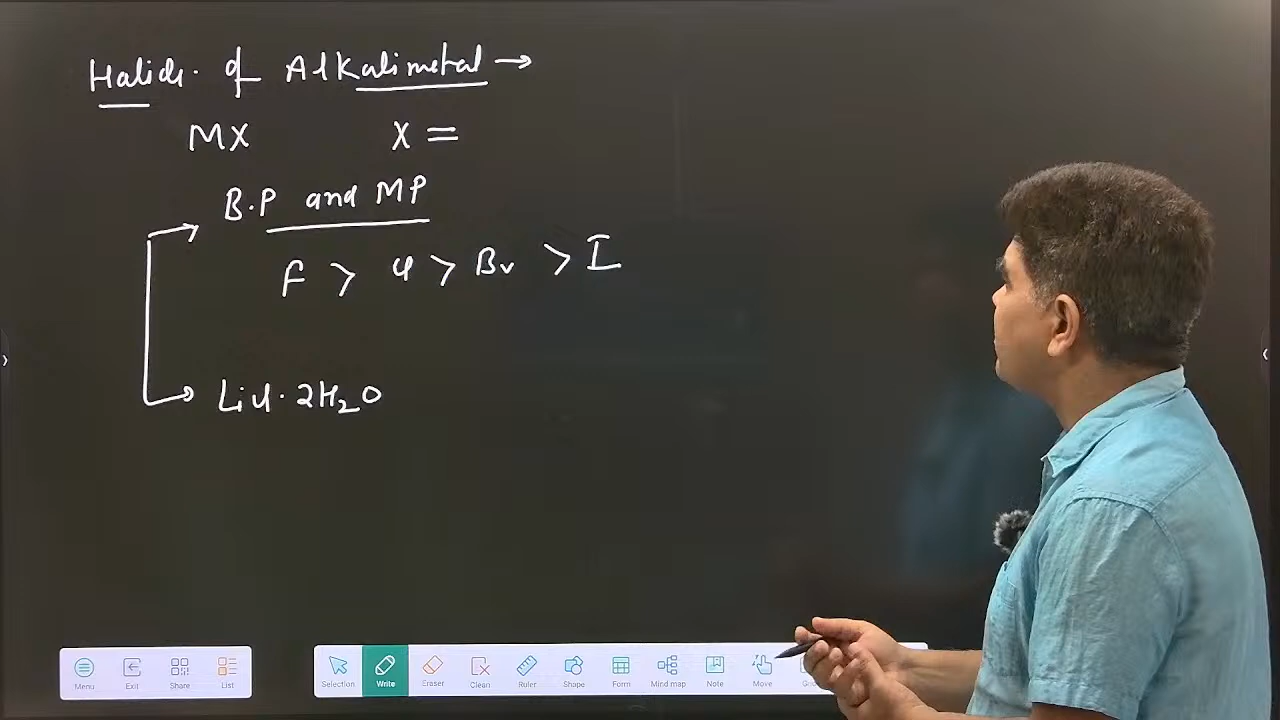 Halide. of Alkalimetal →
MX X =
B.P and MP
F > Cl > Br > I
LiCl. 2H₂O
Menu Exit Share List Selection Write Eraser Clean Ruler Shape Form Mind map Note Move